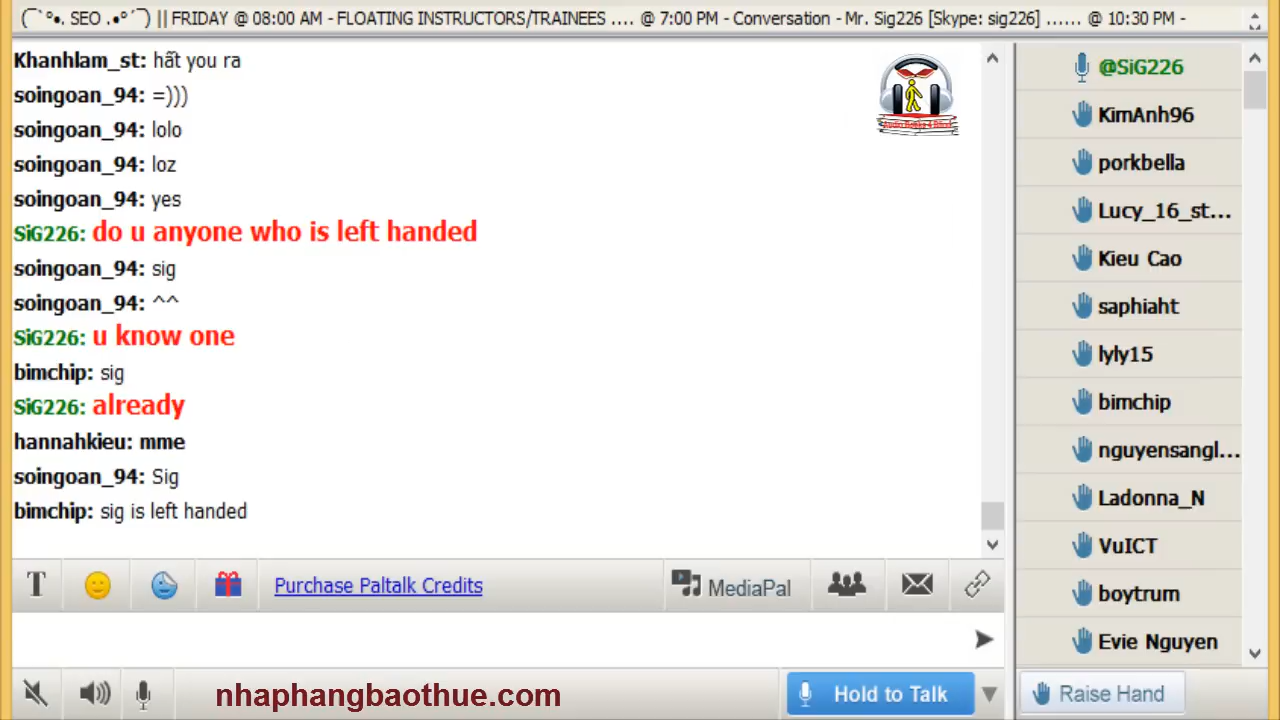 (¯`°•. SEO .•°´¯) || FRIDAY @ 08:00 AM - FLOATING INSTRUCTORS/TRAINEES .... @ 7:00 PM - Conversation - Mr. Sig226 [Skype: sig226] ...... @ 10:30 PM -
Khanhlam_st: hất you ra
soingoan_94: =)))
soingoan_94: lolo
soingoan_94: loz
soingoan_94: yes
SiG226: do u anyone who is left handed
soingoan_94: sig
soingoan_94: ^^
SiG226: u know one
bimchip: sig
SiG226: already
hannahkieu: mme
soingoan_94: Sig
bimchip: sig is left handed
T
Purchase Paltalk Credits
MediaPal
nhaphangbaothue.com
Hold to Talk
@SiG226
KimAnh96
porkbella
Lucy_16_st...
Kieu Cao
saphiaht
lyly15
bimchip
nguyensangl...
Ladonna_N
VuICT
boytrum
Evie Nguyen
Raise Hand